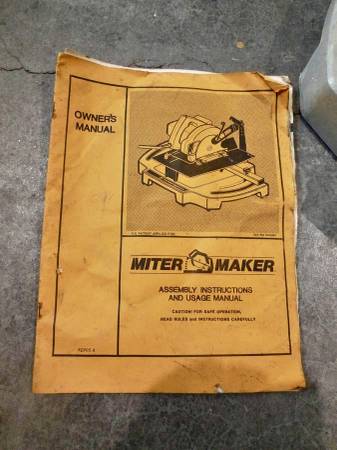 OWNER'S
MANUAL
MITER MAKER
ASSEMBLY INSTRUCTIONS
AND USAGE MANUAL
CAUTION! FOR SAFE OPERATION,
READ RULES and INSTRUCTIONS CAREFULLY